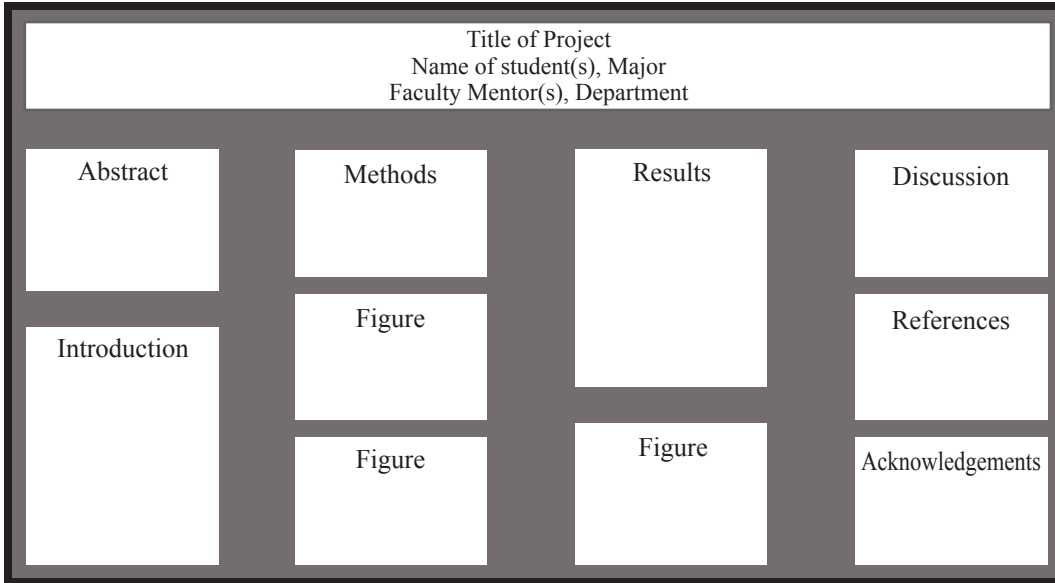 Title of Project
Name of student(s), Major
Faculty Mentor(s), Department
Abstract
Introduction
Methods
Figure
Figure
Results
Figure
Discussion
References
Acknowledgements